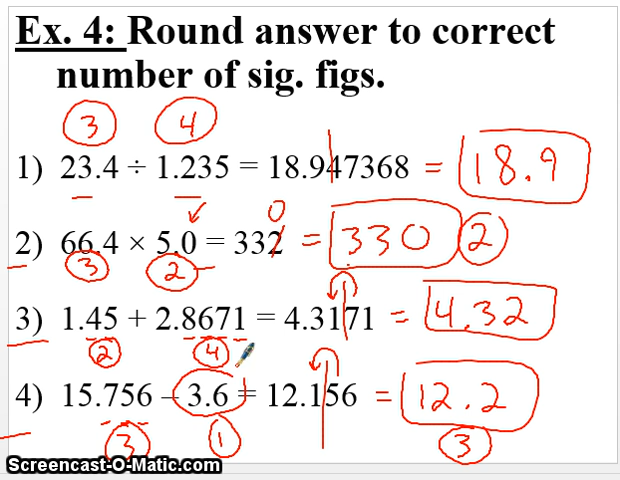 Ex. 4: Round answer to correct
number of sig. figs.
3 4
1) 23.4 ÷ 1.235 = 18.947368 = 18.9
0
2) 66.4 × 5.0 = 332 = 330 2
3 2
3) 1.45 + 2.8671 = 4.3171 = 4.32
2 4
4) 15.756 – 3.6 = 12.156 = 12.2
3 1 3
Screencast-O-Matic.com